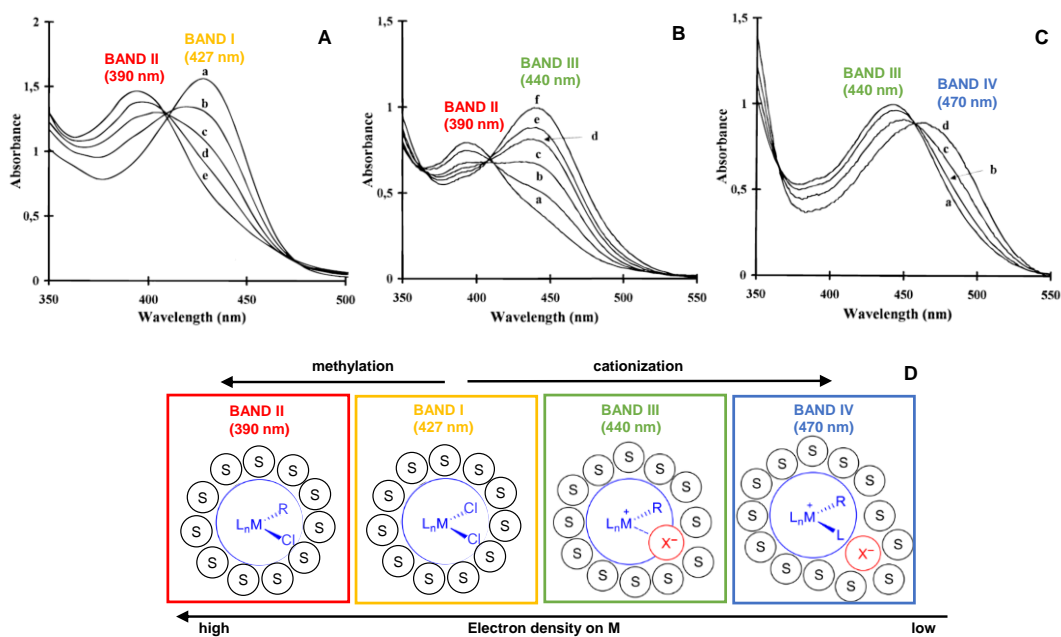 A
BAND I
(427 nm)
BAND II
(390 nm)
a
b
c
d
e
2
1,5
1
0,5
0
350
400
450
500
Absorbance
Wavelength (nm)
B
BAND III
(440 nm)
BAND II
(390 nm)
f
e
d
c
b
a
1,5
1
0,5
0
350
400
450
500
550
Absorbance
Wavelength (nm)
C
BAND III
(440 nm)
BAND IV
(470 nm)
d
c
b
a
1,5
1
0,5
0
350
400
450
500
550
Absorbance
Wavelength (nm)
D
methylation
cationization
BAND II
(390 nm)
S S S S S S S S S S S
LnM
R
Cl
BAND I
(427 nm)
S S S S S S S S S S S
LnM
Cl
Cl
BAND III
(440 nm)
S S S S S S S S S S S S
LnM
+
R
X−
BAND IV
(470 nm)
S S S S S S S S S S S S S
LnM
+
R
L
X−
high
Electron density on M
low